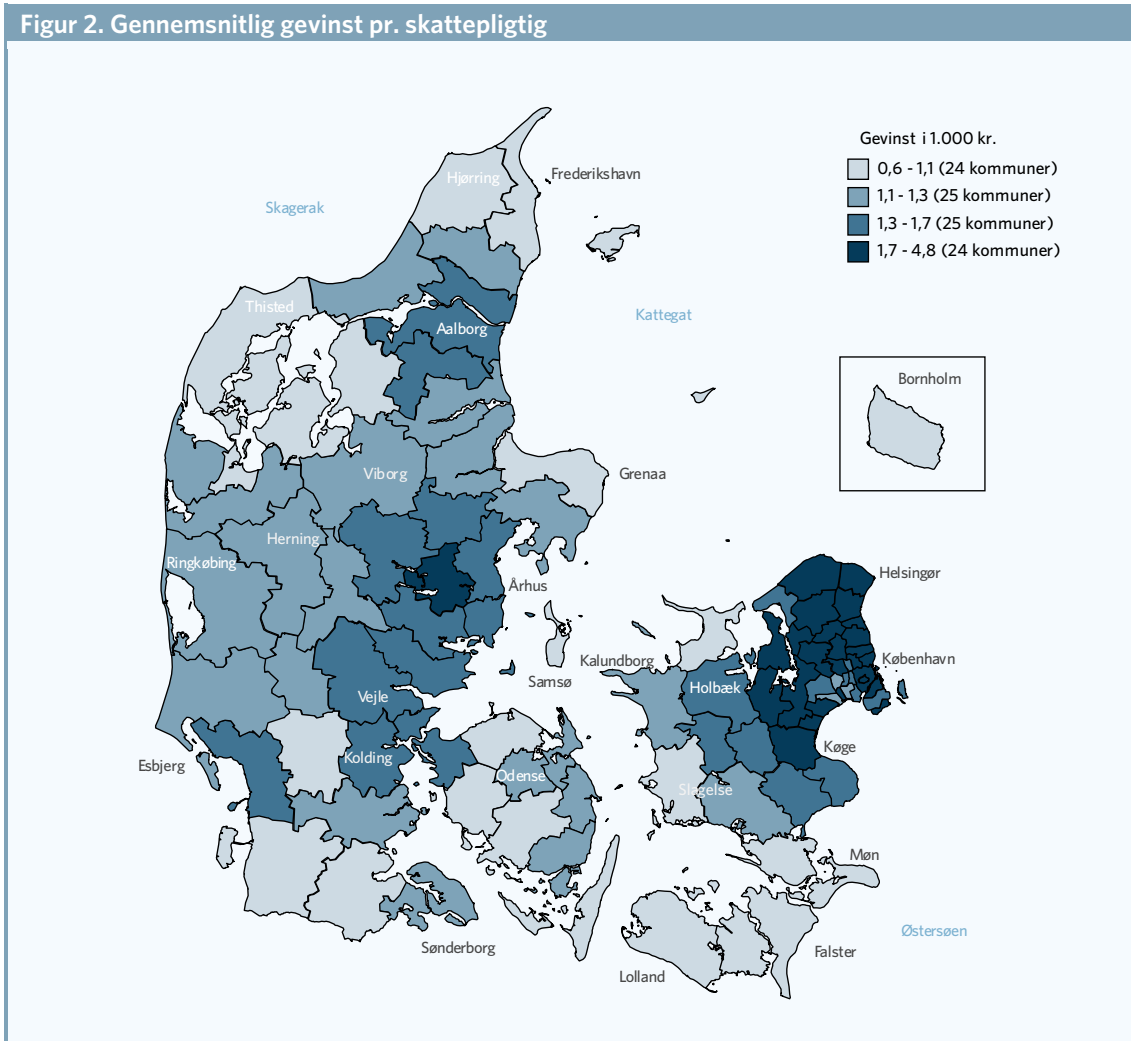 Figur 2. Gennemsnitlig gevinst pr. skattepligtig
Gevinst i 1.000 kr.
0,6 - 1,1 (24 kommuner)
1,1 - 1,3 (25 kommuner)
1,3 - 1,7 (25 kommuner)
1,7 - 4,8 (24 kommuner)
Hjørring
Frederikshavn
Skagerak
Thisted
Kattegat
Aalborg
Bornholm
Viborg
Grenaa
Herning
Ringkøbing
Helsingør
Århus
Kalundborg
København
Samsø
Holbæk
Vejle
Køge
Kolding
Esbjerg
Odense
Slagelse
Møn
Østersøen
Sønderborg
Falster
Lolland